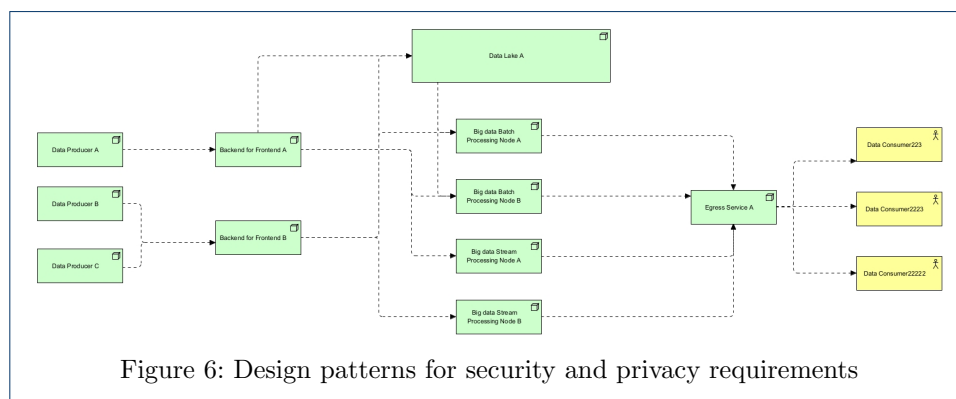 Data Lake A
Big data Batch
Processing Node A
Data Producer A
Backend for Frontend A
Data Consumer223
Big data Batch
Processing Node B
Data Producer B
Egress Service A
Data Consumer2223
Backend for Frontend B
Data Producer C
Big data Stream
Processing Node A
Data Consumer22222
Big data Stream
Processing Node B
Figure 6: Design patterns for security and privacy requirements